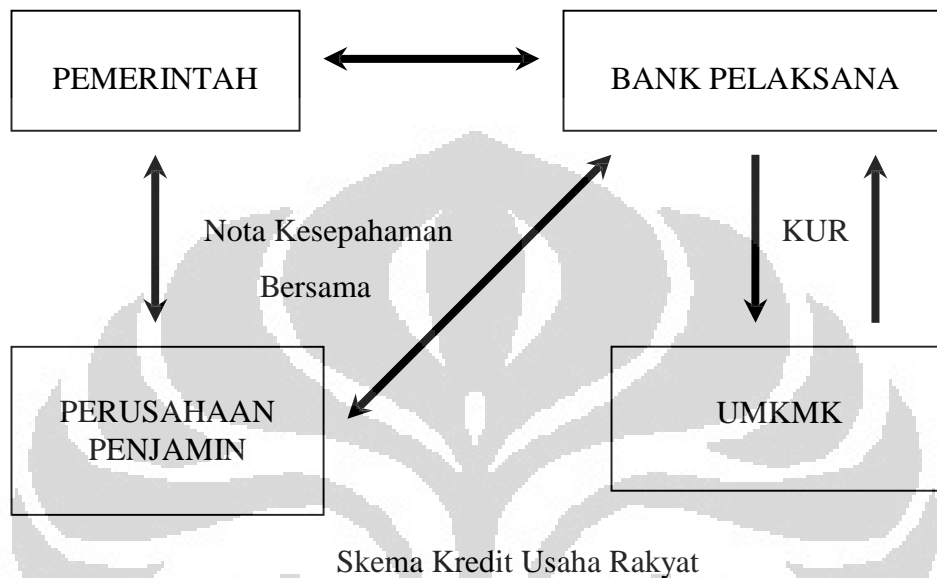 PEMERINTAH
BANK PELAKSANA
Nota Kesepahaman
Bersama
KUR
PERUSAHAAN
PENJAMIN
UMKMK
Skema Kredit Usaha Rakyat